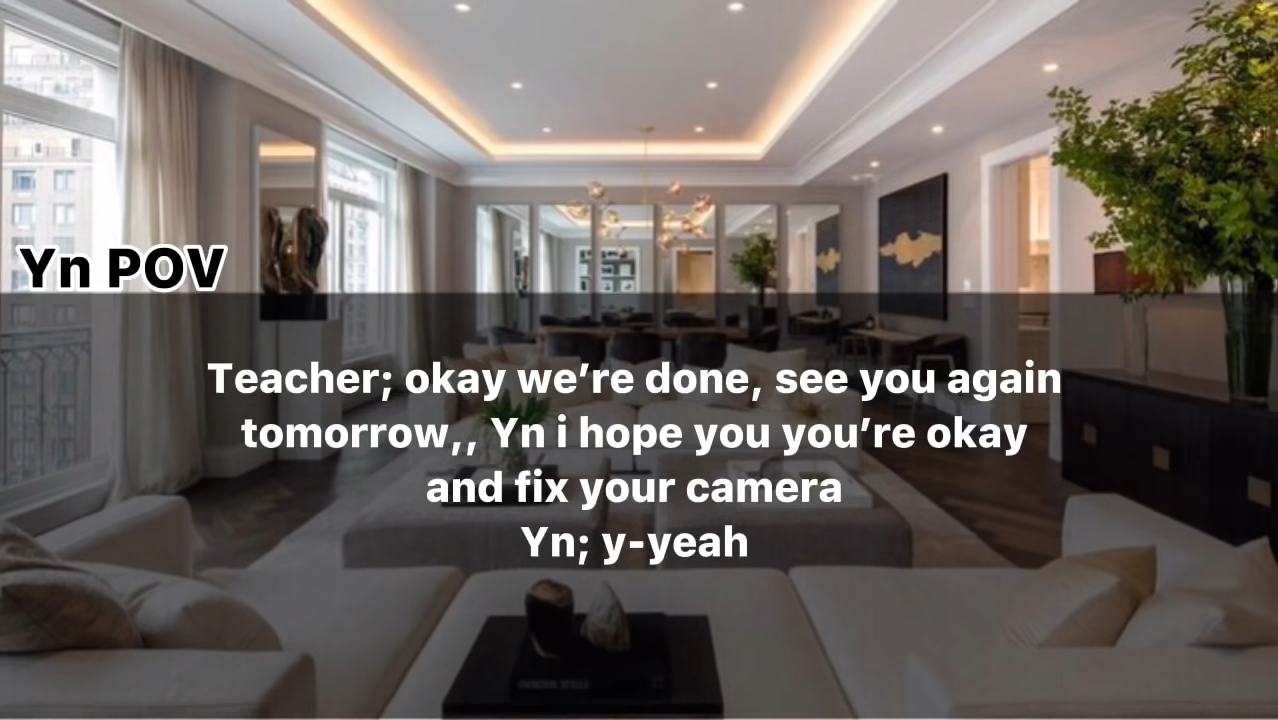 Yn POV
Teacher; okay we’re done, see you again
tomorrow,, Yn i hope you you’re okay
and fix your camera
Yn; y-yeah